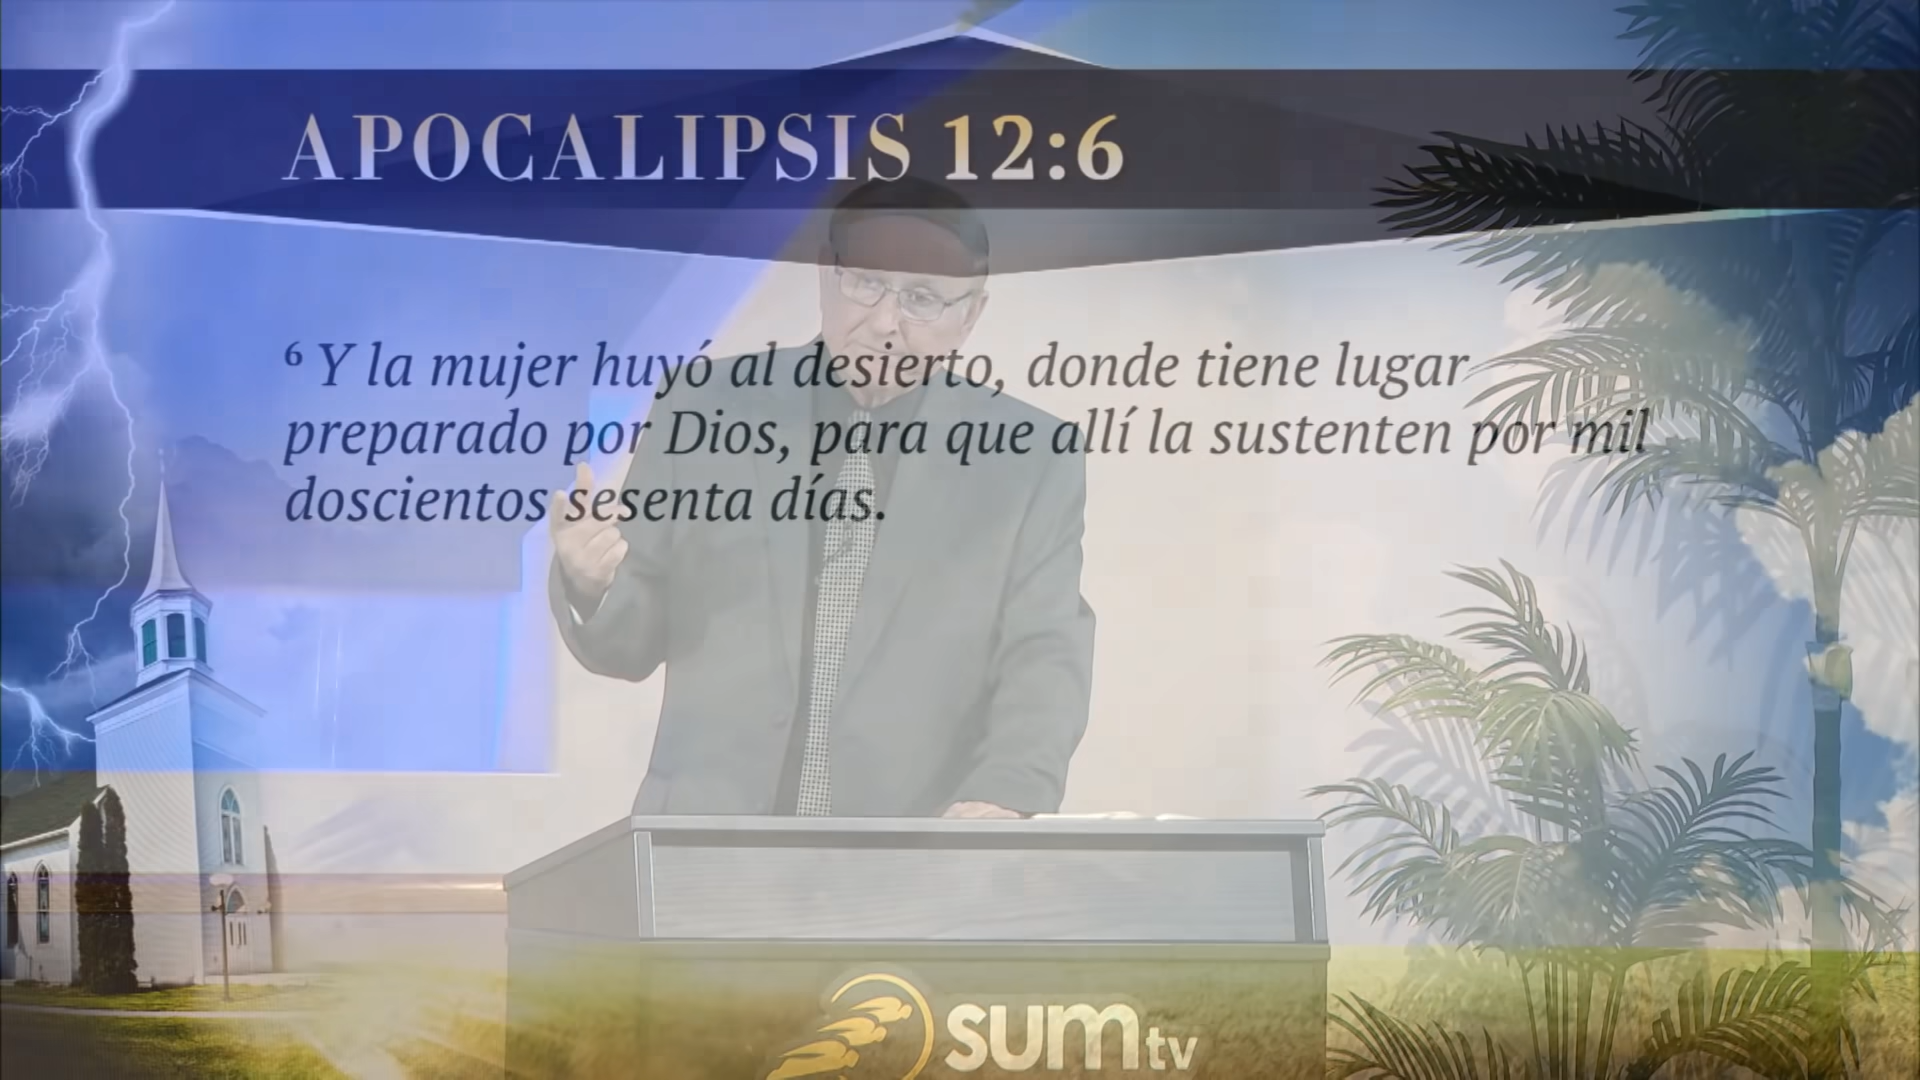 APOCALIPSIS 12:6
⁶ Y la mujer huyó al desierto, donde tiene lugar
preparado por Dios, para que allí la sustenten por mil
doscientos sesenta días.
sumtv